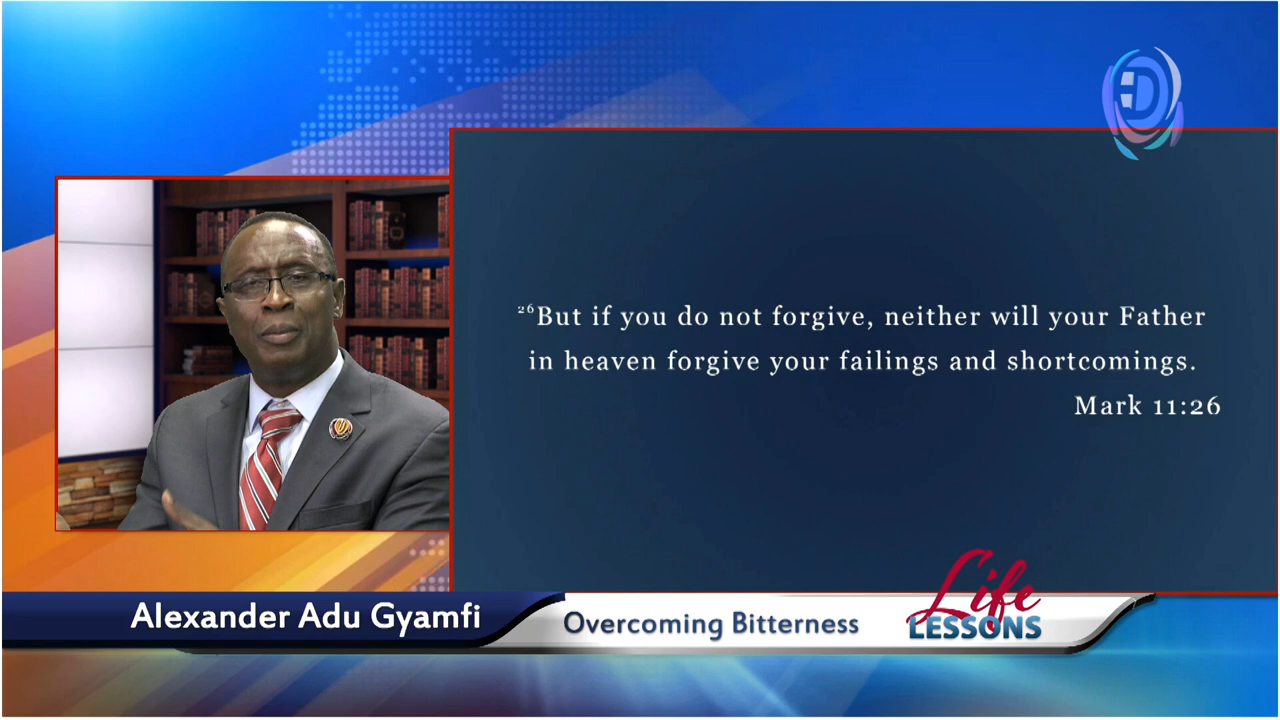 ED
²⁶But if you do not forgive, neither will your Father
in heaven forgive your failings and shortcomings.
Mark 11:26
Alexander Adu Gyamfi
Overcoming Bitterness
Life
LESSONS